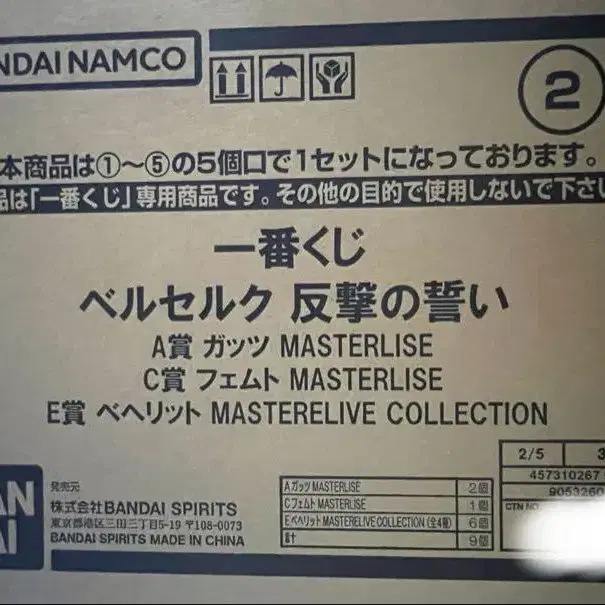 NDAI NAMCO
2
本商品は①～⑤の5個口で1セットになっております。
品は「一番くじ」専用商品です。その他の目的で使用しないで下さい
一番くじ
ベルセルク 反撃の誓い
A賞 ガッツ MASTERLISE
C賞 フェムト MASTERLISE
E賞 ベヘリット MASTERELIVE COLLECTION
AN
AI
発売元
株式会社BANDAI SPIRITS
東京都港区三田三丁目5-19 〒108-0073
BANDAI SPIRITS MADE IN CHINA
Aガッツ MASTERLISE 2個
Cフェムト MASTERLISE 1個
Eベヘリット MASTERELIVE COLLECTION (全4種) 6個
計 9個
2/5 3
457310267
9053260
CTN NO